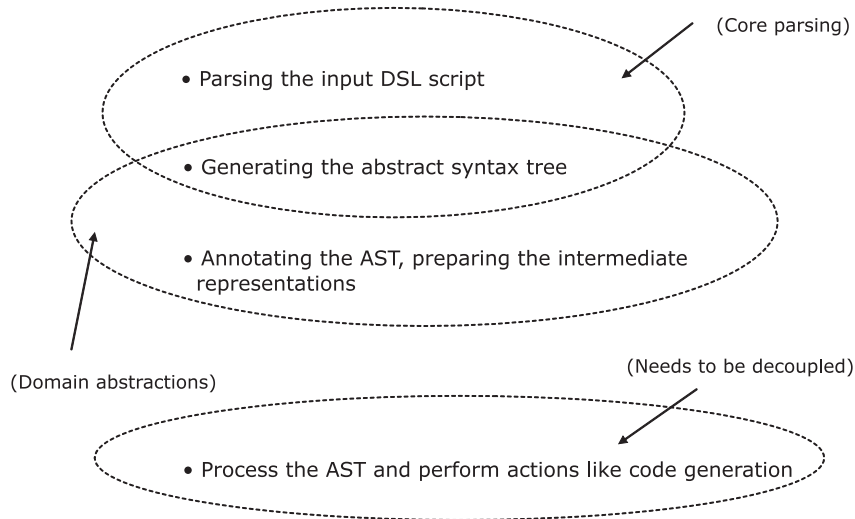 (Core parsing)
• Parsing the input DSL script
• Generating the abstract syntax tree
• Annotating the AST, preparing the intermediate
representations
(Domain abstractions)
(Needs to be decoupled)
• Process the AST and perform actions like code generation